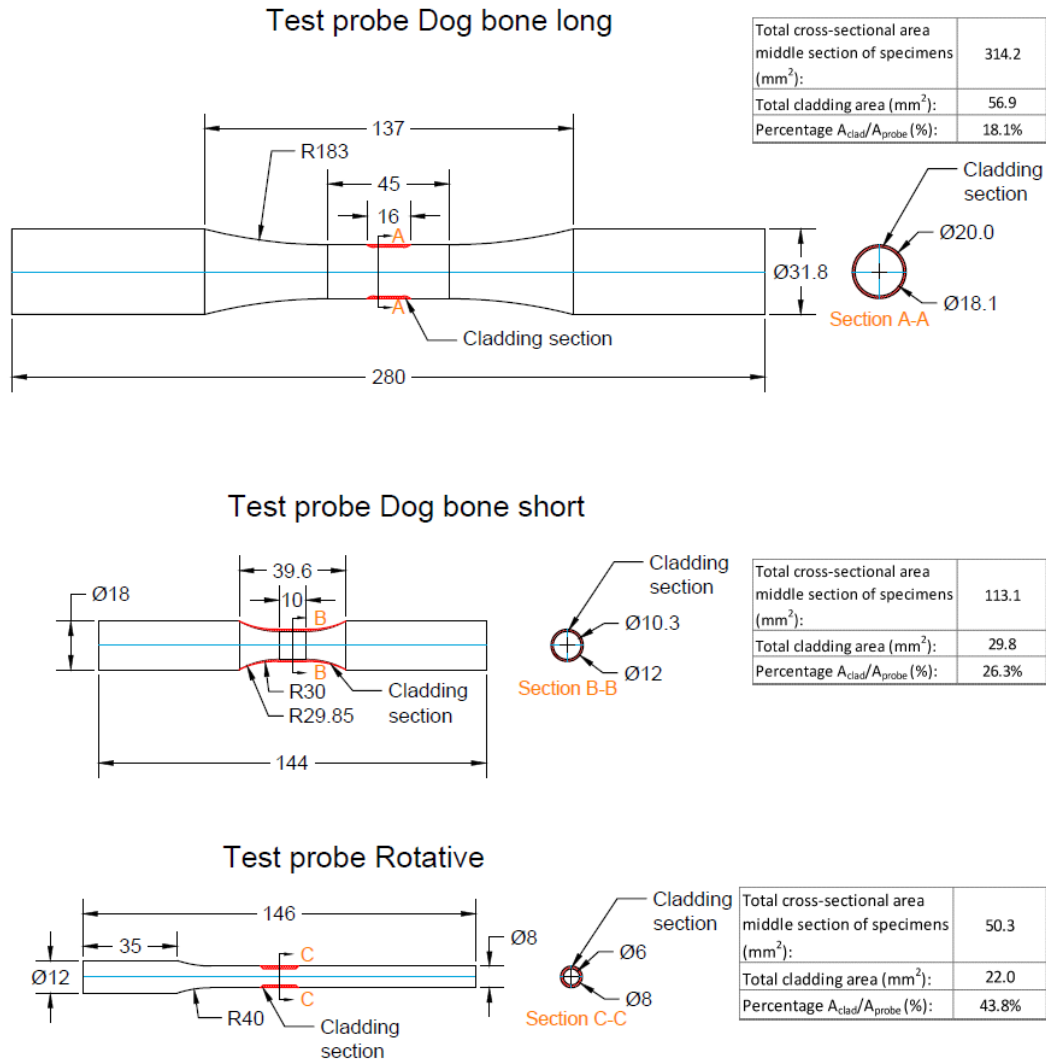 Test probe Dog bone long
Total cross-sectional area
middle section of specimens
(mm²):
314.2
Total cladding area (mm²):
56.9
Percentage Aclad/Aprobe (%):
18.1%
137
R183
45
16
A
A
Cladding section
Ø31.8
280
Cladding
section
Ø20.0
Ø18.1
Section A-A
Test probe Dog bone short
39.6
10
Ø18
B
B
R30
R29.85
Cladding
section
144
Cladding
section
Ø10.3
Ø12
Section B-B
Total cross-sectional area
middle section of specimens
(mm²):
113.1
Total cladding area (mm²):
29.8
Percentage Aclad/Aprobe (%):
26.3%
Test probe Rotative
146
35
Ø12
C
C
Ø8
R40
Cladding
section
Cladding
section
Ø6
Ø8
Section C-C
Total cross-sectional area
middle section of specimens
(mm²):
50.3
Total cladding area (mm²):
22.0
Percentage Aclad/Aprobe (%):
43.8%